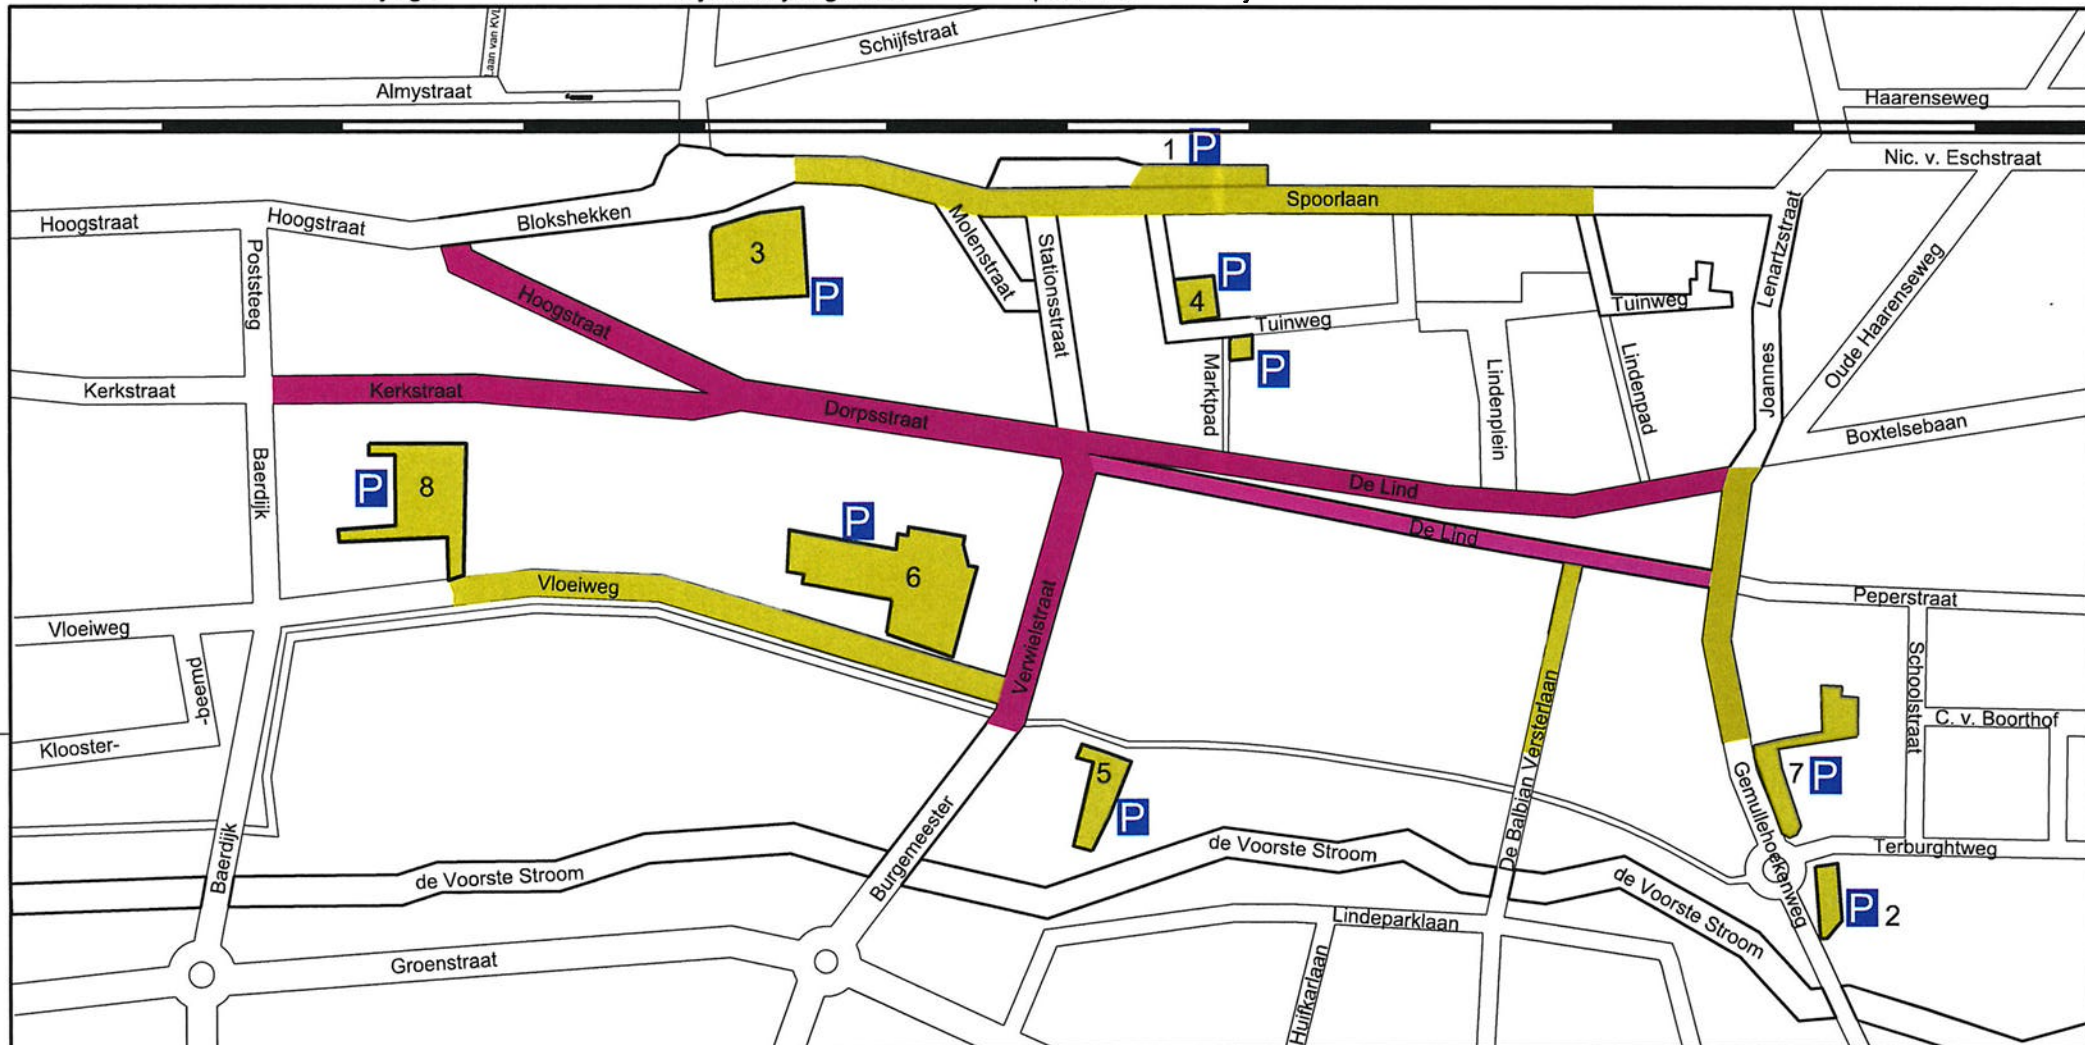 Laan van KVL
Schijfstraat
Almystraat
Haarenseweg
1 P
Nic. v. Eschstraat
Hoogstraat
Hoogstraat
Blokshekken
Spoorlaan
Molenstraat
Stationsstraat
Lenartzstraat
Joannes
Poststeeg
3
P
P
4
Tuinweg
Tuinweg
Oude Haarenseweg
Hoogstraat
P
Marktpad
Lindenplein
Lindenpad
Kerkstraat
Kerkstraat
Dorpsstraat
Boxtelsebaan
Baerdijk
P
8
De Lind
De Lind
P
6
Vloeiweg
Vloeiweg
Verwielstraat
Peperstraat
Schoolstraat
-beemd
Klooster-
C. v. Boorthof
De Balbian Versterlaan
5
P
7 P
Gemullehoekenweg
Baerdijk
Burgemeester
de Voorste Stroom
de Voorste Stroom
de Voorste Stroom
Terburghtweg
P 2
Lindeparklaan
Huifkarlaan
Groenstraat